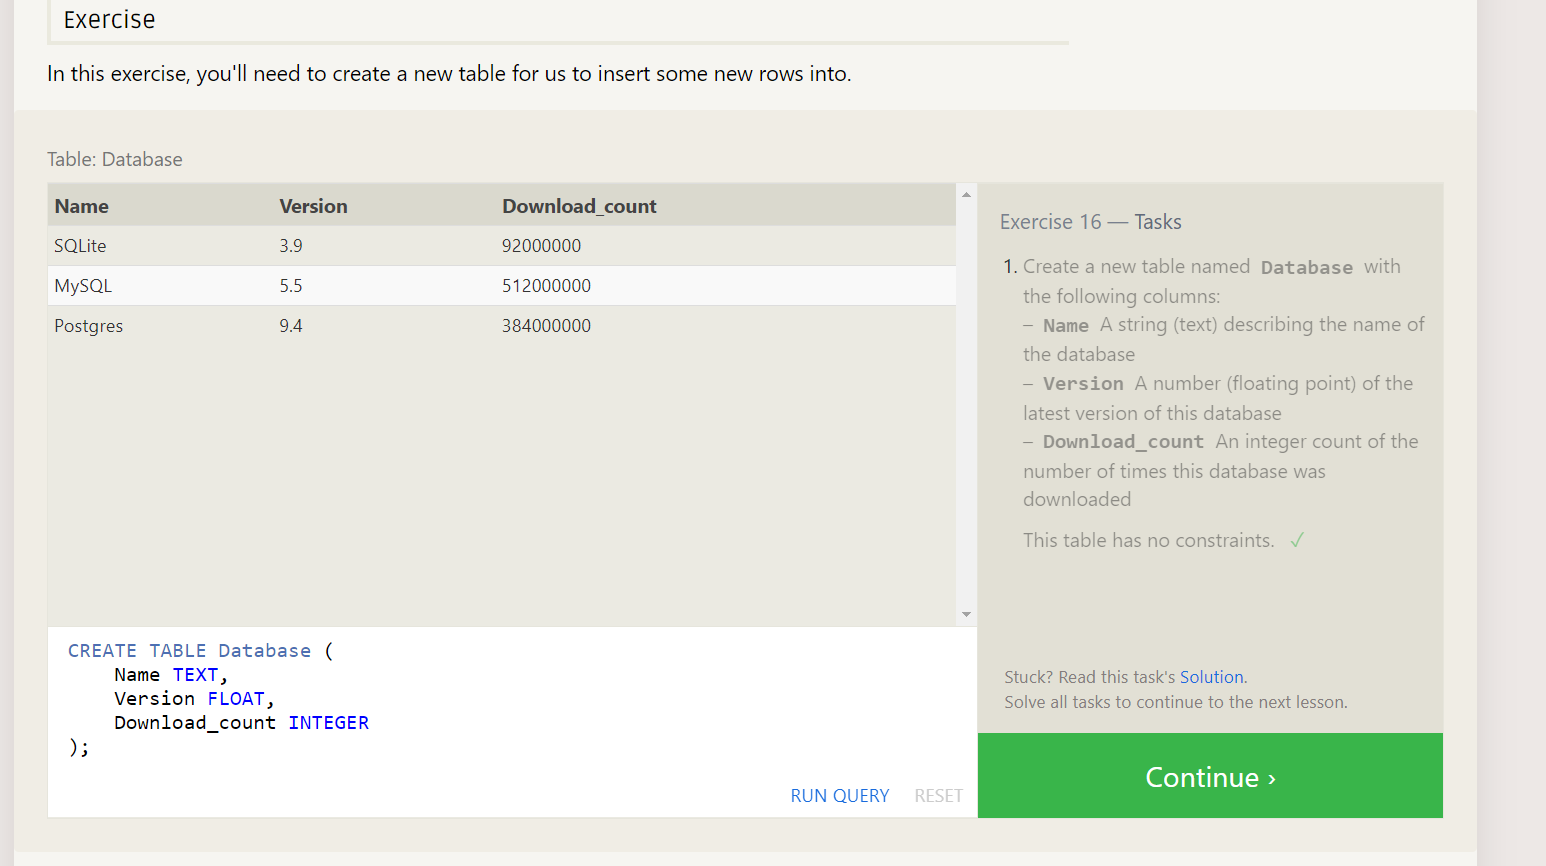 Exercise
In this exercise, you'll need to create a new table for us to insert some new rows into.
Table: Database
Name Version Download_count
SQLite 3.9 92000000
MySQL 5.5 512000000
Postgres 9.4 384000000
CREATE TABLE Database (
Name TEXT,
Version FLOAT,
Download_count INTEGER
);
RUN QUERY RESET
Exercise 16 — Tasks
1. Create a new table named Database with
the following columns:
– Name A string (text) describing the name of
the database
– Version A number (floating point) of the
latest version of this database
– Download_count An integer count of the
number of times this database was
downloaded
This table has no constraints. ✓
Stuck? Read this task's Solution.
Solve all tasks to continue to the next lesson.
Continue ›